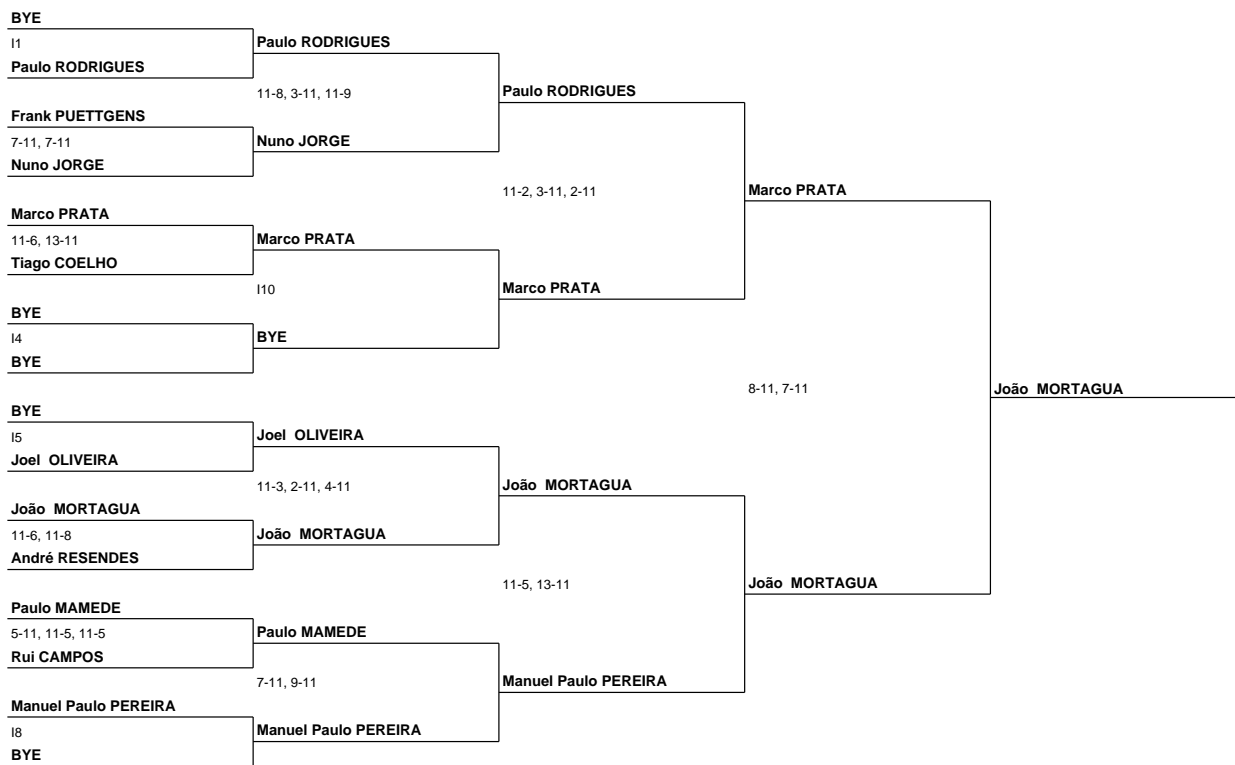 BYE
I1
Paulo RODRIGUES
Paulo RODRIGUES
11-8, 3-11, 11-9
Paulo RODRIGUES
Frank PUETTGENS
7-11, 7-11
Nuno JORGE
Nuno JORGE
11-2, 3-11, 2-11
Marco PRATA
Marco PRATA
11-6, 13-11
Tiago COELHO
Marco PRATA
I10
Marco PRATA
BYE
I4
BYE
BYE
8-11, 7-11
João  MORTAGUA
BYE
I5
Joel  OLIVEIRA
Joel  OLIVEIRA
11-3, 2-11, 4-11
João  MORTAGUA
João  MORTAGUA
11-6, 11-8
André RESENDES
João  MORTAGUA
11-5, 13-11
João  MORTAGUA
Paulo MAMEDE
5-11, 11-5, 11-5
Rui CAMPOS
Paulo MAMEDE
7-11, 9-11
Manuel Paulo PEREIRA
Manuel Paulo PEREIRA
I8
BYE
Manuel Paulo PEREIRA